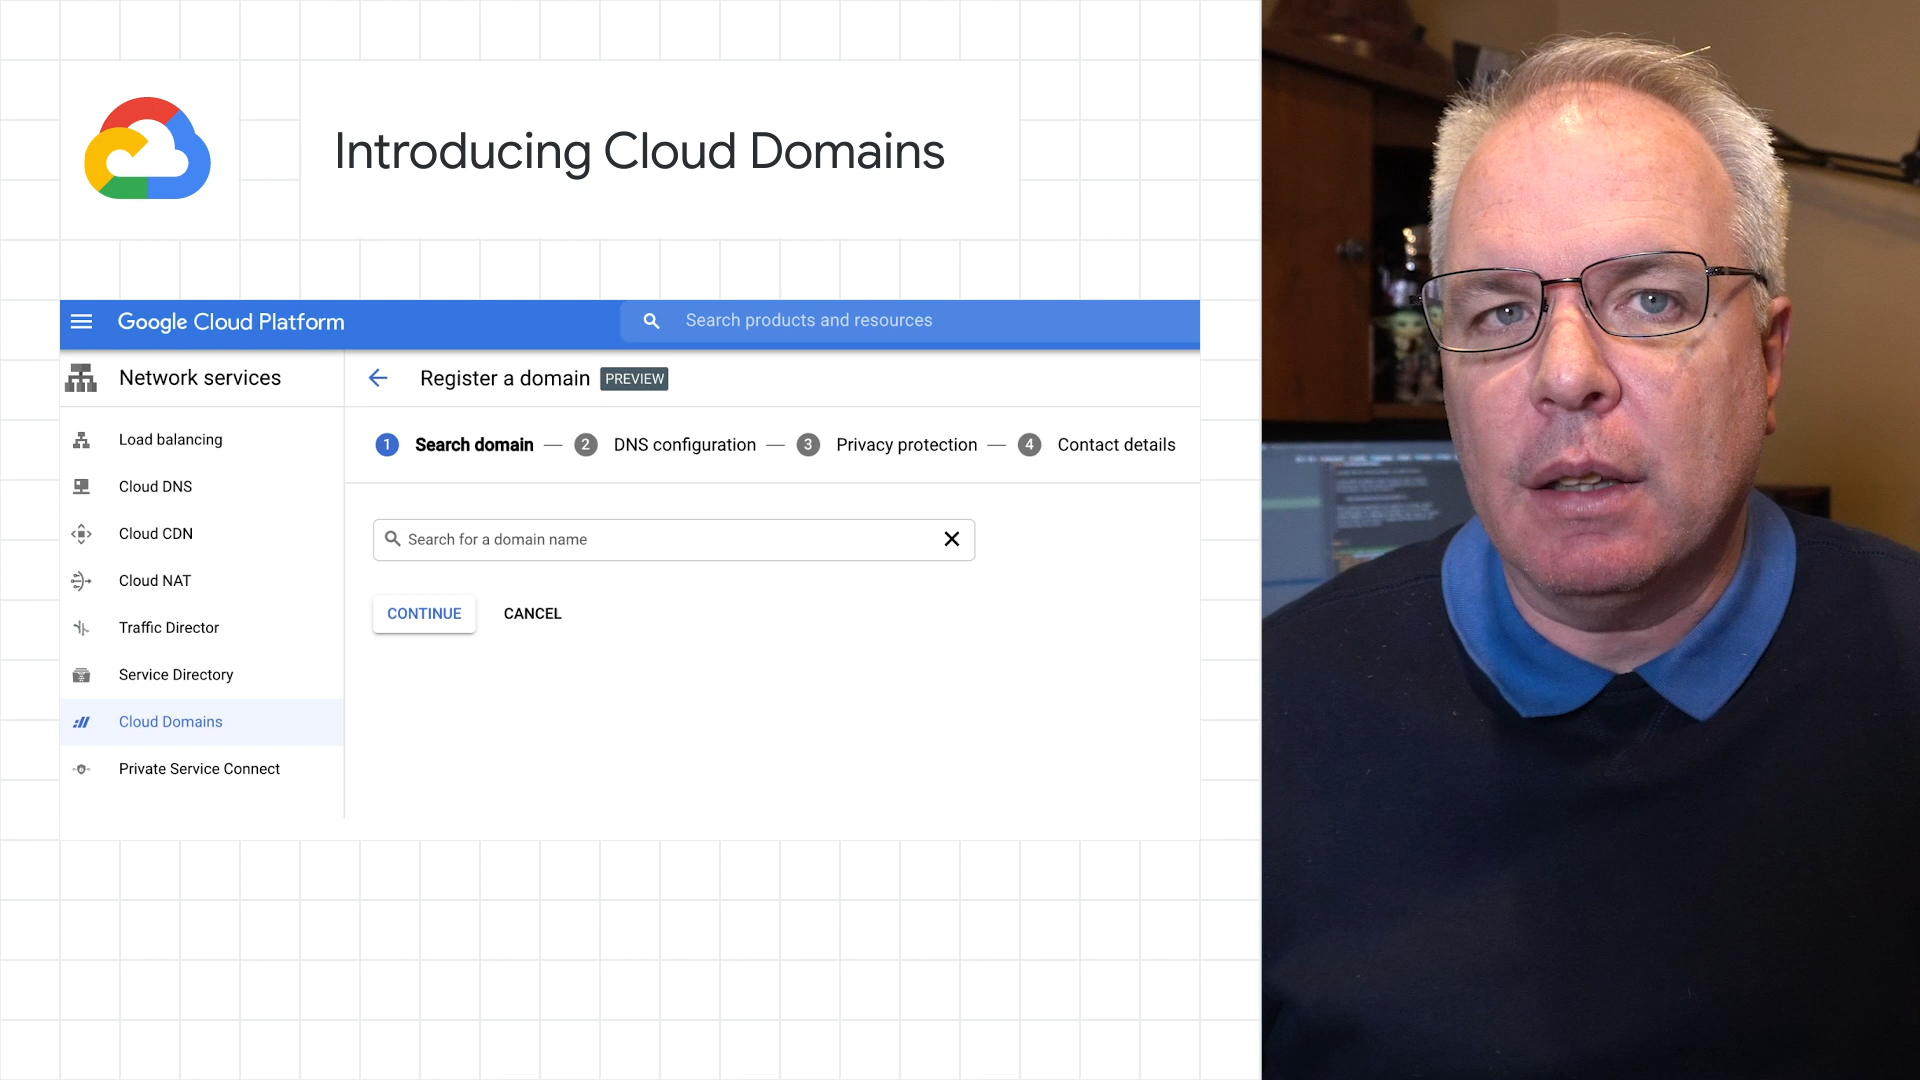 Introducing Cloud Domains
Google Cloud Platform
Search products and resources
Network services
Register a domain PREVIEW
Load balancing
Cloud DNS
Cloud CDN
Cloud NAT
Traffic Director
Service Directory
Cloud Domains
Private Service Connect
1 Search domain — 2 DNS configuration — 3 Privacy protection — 4 Contact details
Search for a domain name
CONTINUE CANCEL